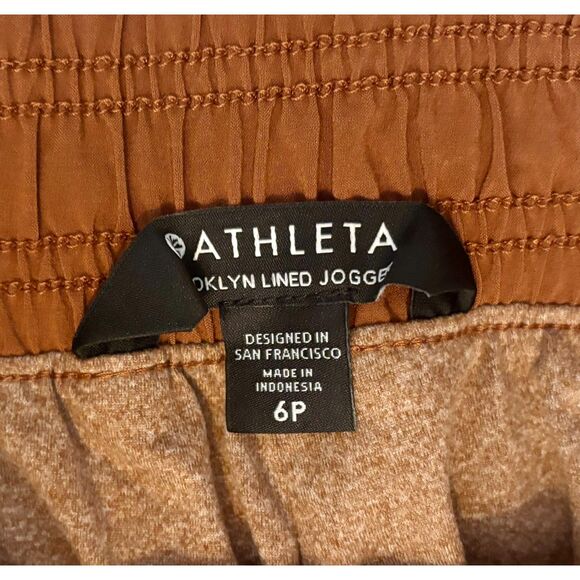 ATHLETA
OKLYN LINED JOGGE
DESIGNED IN
SAN FRANCISCO
MADE IN
INDONESIA
6P